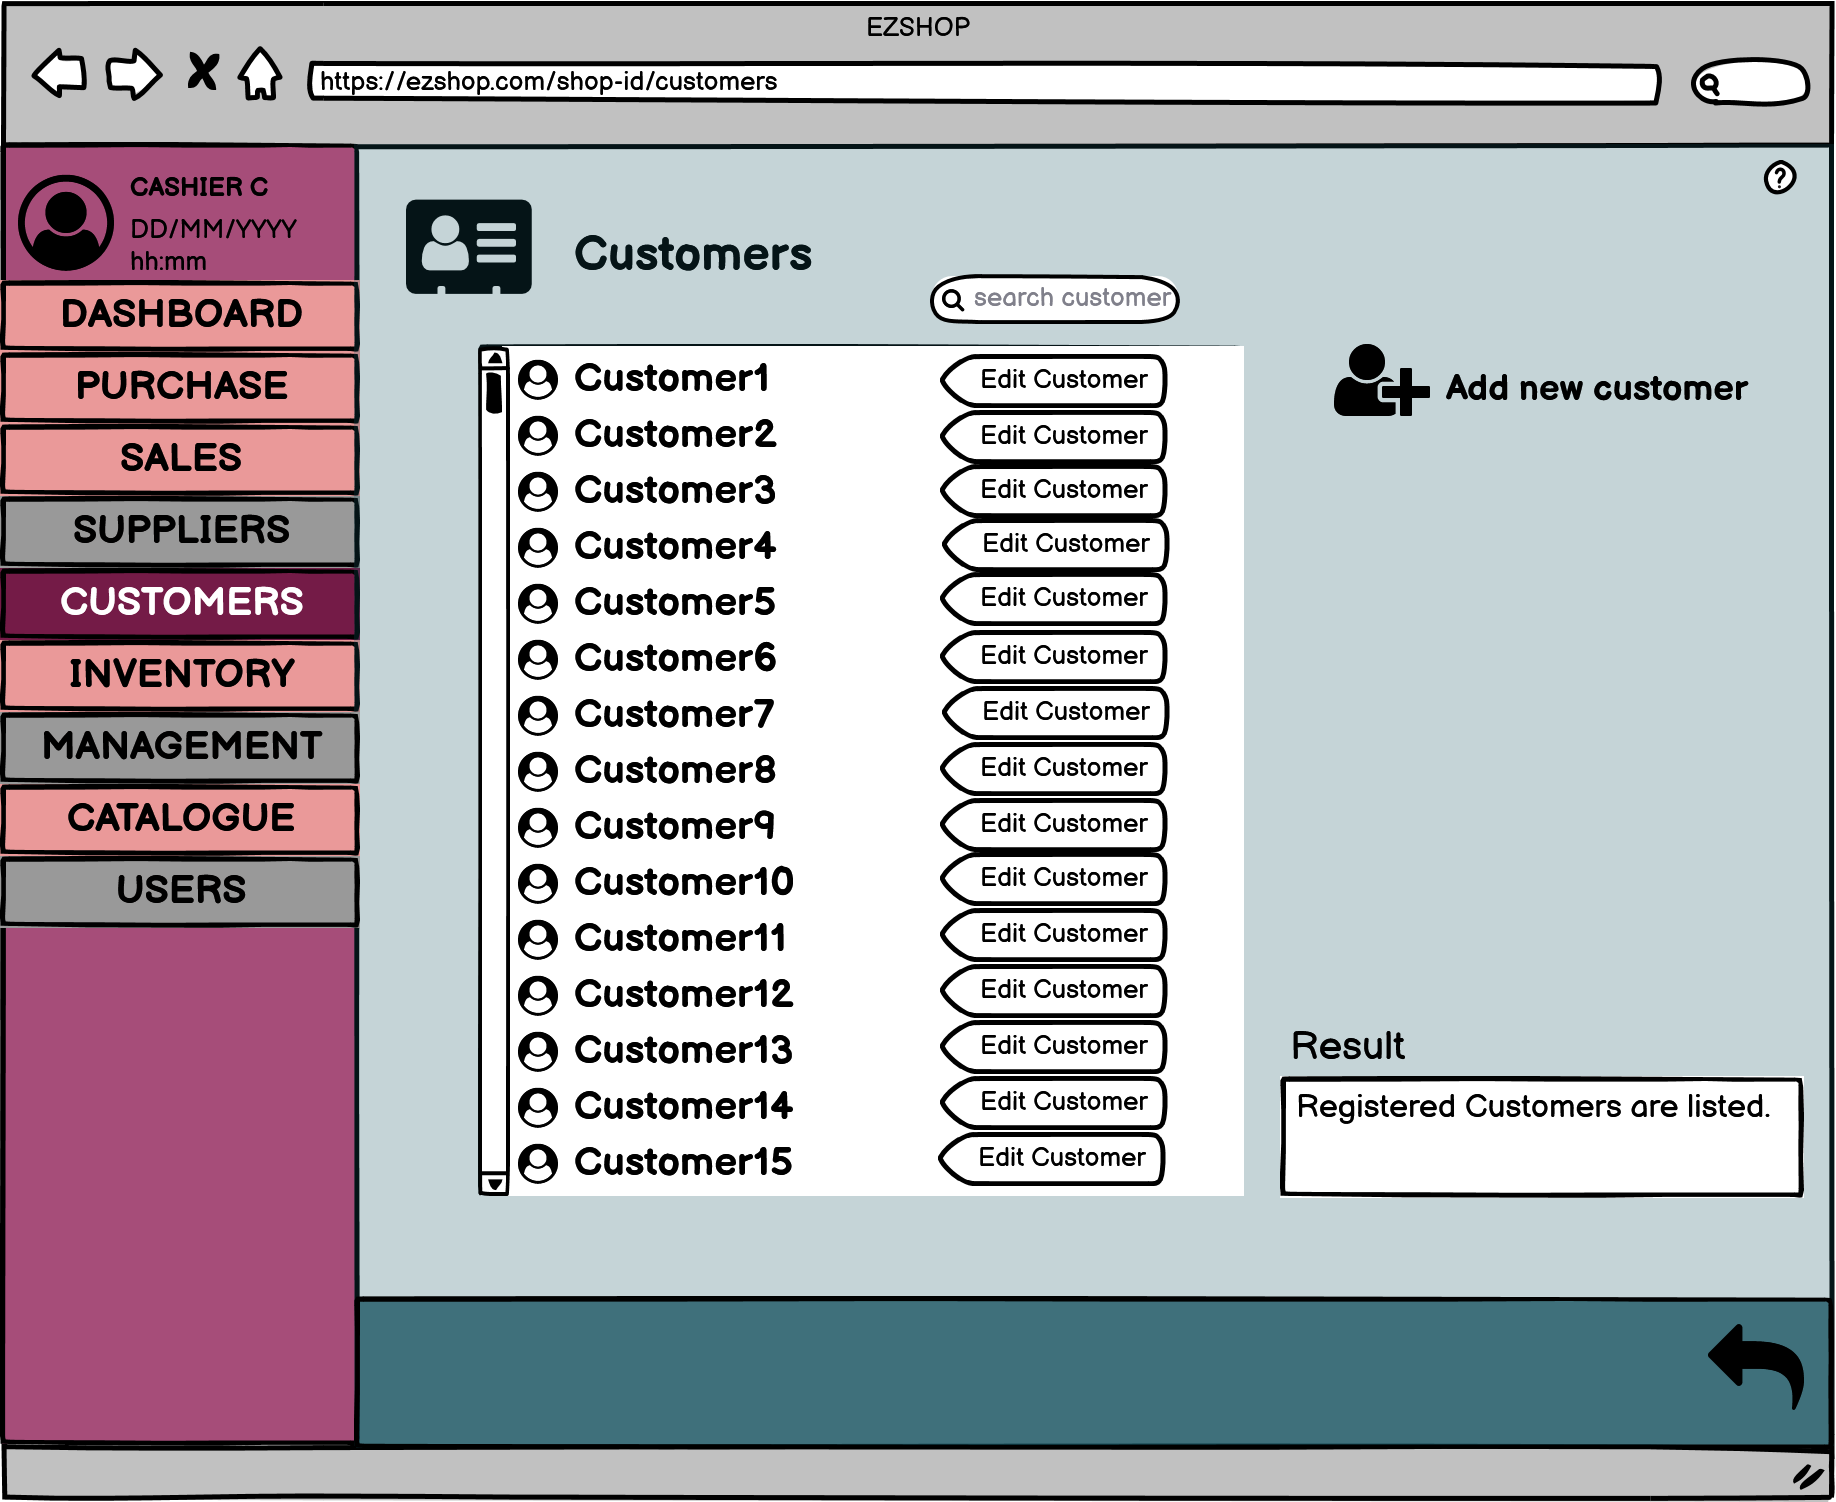 EZSHOP
https://ezshop.com/shop-id/customers
CASHIER C
DD/MM/YYYY
hh:mm
DASHBOARD
PURCHASE
SALES
SUPPLIERS
CUSTOMERS
INVENTORY
MANAGEMENT
CATALOGUE
USERS
?
Customers
search customer
Customer1 Edit Customer
Customer2 Edit Customer
Customer3 Edit Customer
Customer4 Edit Customer
Customer5 Edit Customer
Customer6 Edit Customer
Customer7 Edit Customer
Customer8 Edit Customer
Customer9 Edit Customer
Customer10 Edit Customer
Customer11 Edit Customer
Customer12 Edit Customer
Customer13 Edit Customer
Customer14 Edit Customer
Customer15 Edit Customer
Add new customer
Result
Registered Customers are listed.